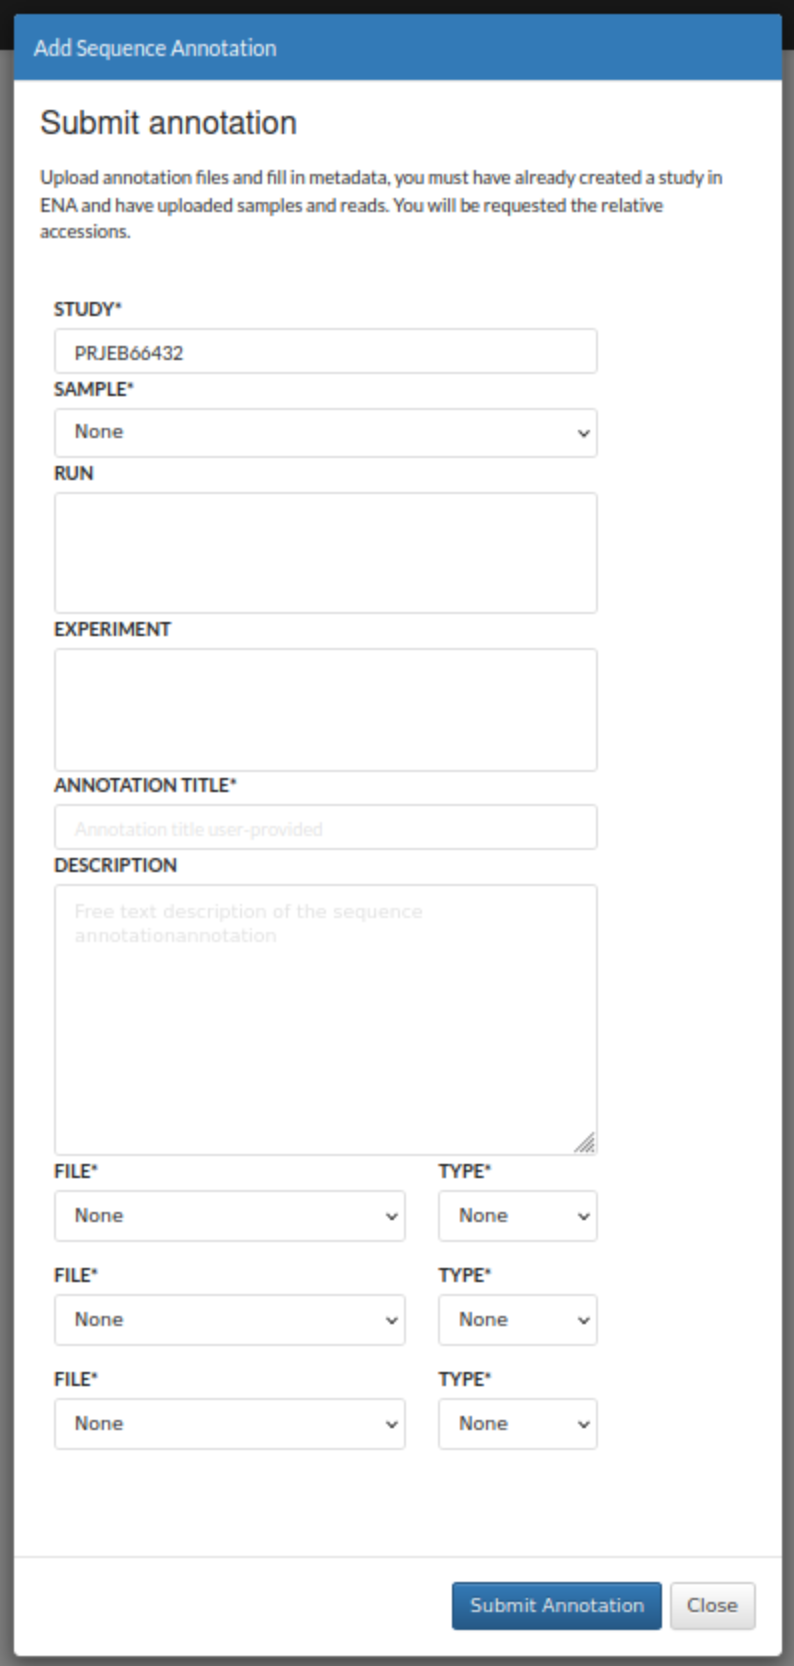 Add Sequence Annotation
Submit annotation
Upload annotation files and fill in metadata, you must have already created a study in
ENA and have uploaded samples and reads. You will be requested the relative
accessions.
STUDY*
PRJEB66432
SAMPLE*
None
RUN
EXPERIMENT
ANNOTATION TITLE*
Annotation title user-provided
DESCRIPTION
Free text description of the sequence
annotationannotation
FILE* TYPE*
None None
FILE* TYPE*
None None
FILE* TYPE*
None None
Submit Annotation Close